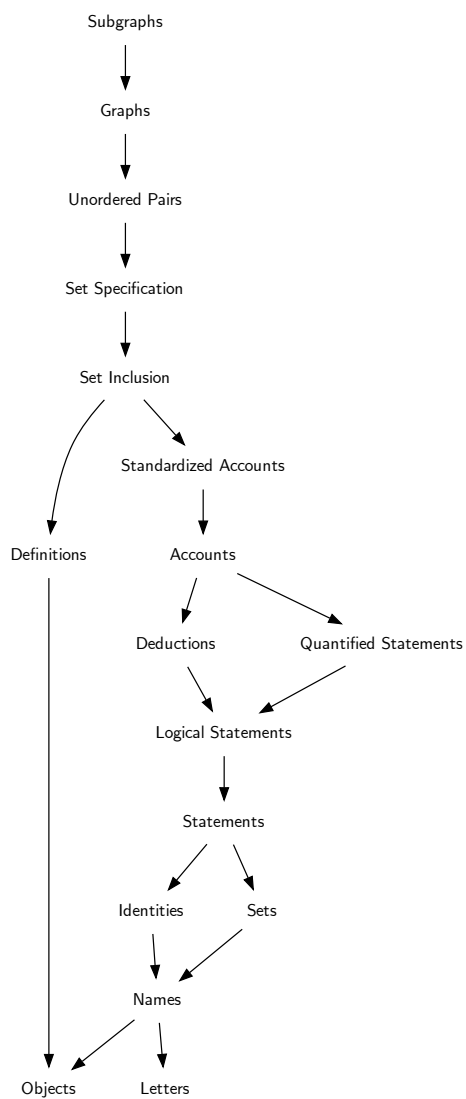 Subgraphs
Graphs
Unordered Pairs
Set Specification
Set Inclusion
Standardized Accounts
Definitions
Accounts
Deductions
Quantified Statements
Logical Statements
Statements
Identities
Sets
Names
Objects
Letters